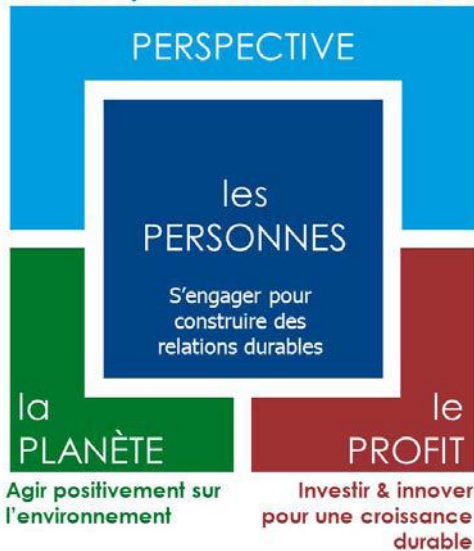 PERSPECTIVE
les
PERSONNES
S'engager pour
construire des
relations durables
la
PLANÈTE
le
PROFIT
Agir positivement sur
l'environnement
Investir & innover
pour une croissance
durable